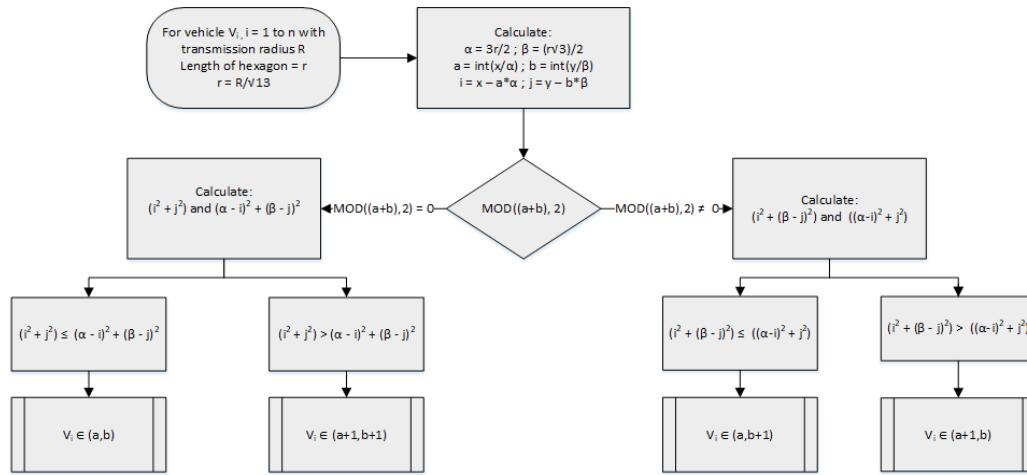 For vehicle Vᵢ, i = 1 to n with
transmission radius R
Length of hexagon = r
r = R/√13
Calculate:
α = 3r/2 ; β = (r√3)/2
a = int(x/α) ; b = int(y/β)
i = x – a*α ; j = y – b*β
Calculate:
(i² + j²) and (α - i)² + (β - j)²
MOD((a+b), 2) = 0
MOD((a+b), 2)
MOD((a+b), 2) ≠ 0
Calculate:
(i² + (β - j)²) and ((α-i)² + j²)
(i² + j²) ≤ (α - i)² + (β - j)²
(i² + j²) > (α - i)² + (β - j)²
(i² + (β - j)²) ≤ ((α-i)² + j²)
(i² + (β - j)²) > ((α-i)² + j²)
Vᵢ ∈ (a,b)
Vᵢ ∈ (a+1,b+1)
Vᵢ ∈ (a,b+1)
Vᵢ ∈ (a+1,b)